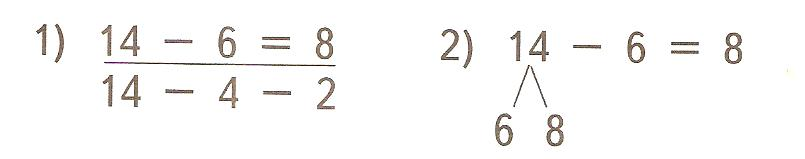 1) 14 − 6 = 8
14 − 4 − 2
2) 14 − 6 = 8
6 8